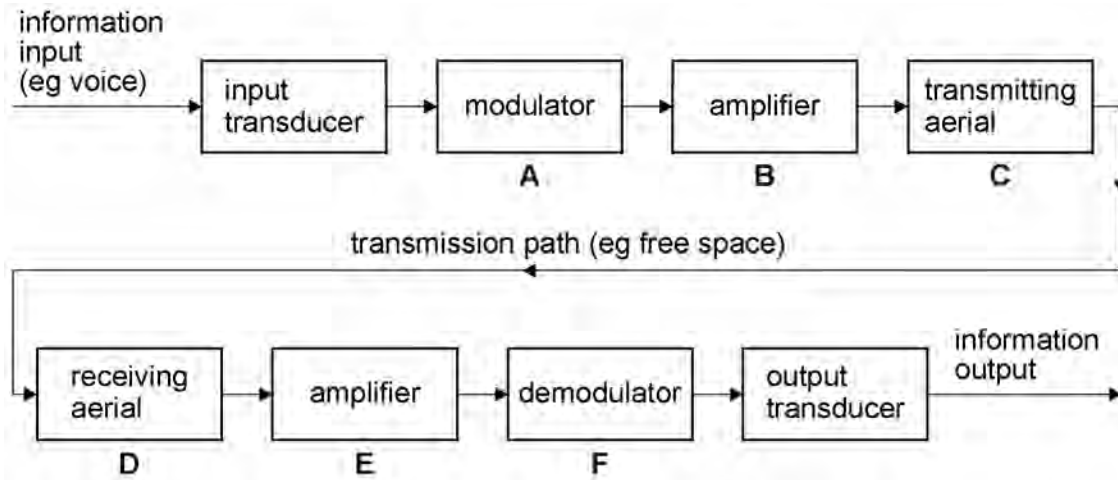 information
input
(eg voice)
input
transducer
modulator
amplifier
transmitting
aerial
A
B
C
transmission path (eg free space)
receiving
aerial
amplifier
demodulator
output
transducer
information
output
D
E
F